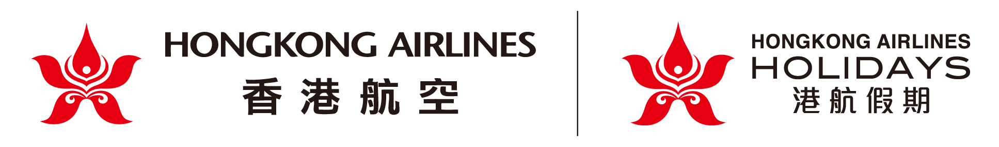 HONGKONG AIRLINES
香港航空
HONGKONG AIRLINES
HOLIDAYS
港航假期